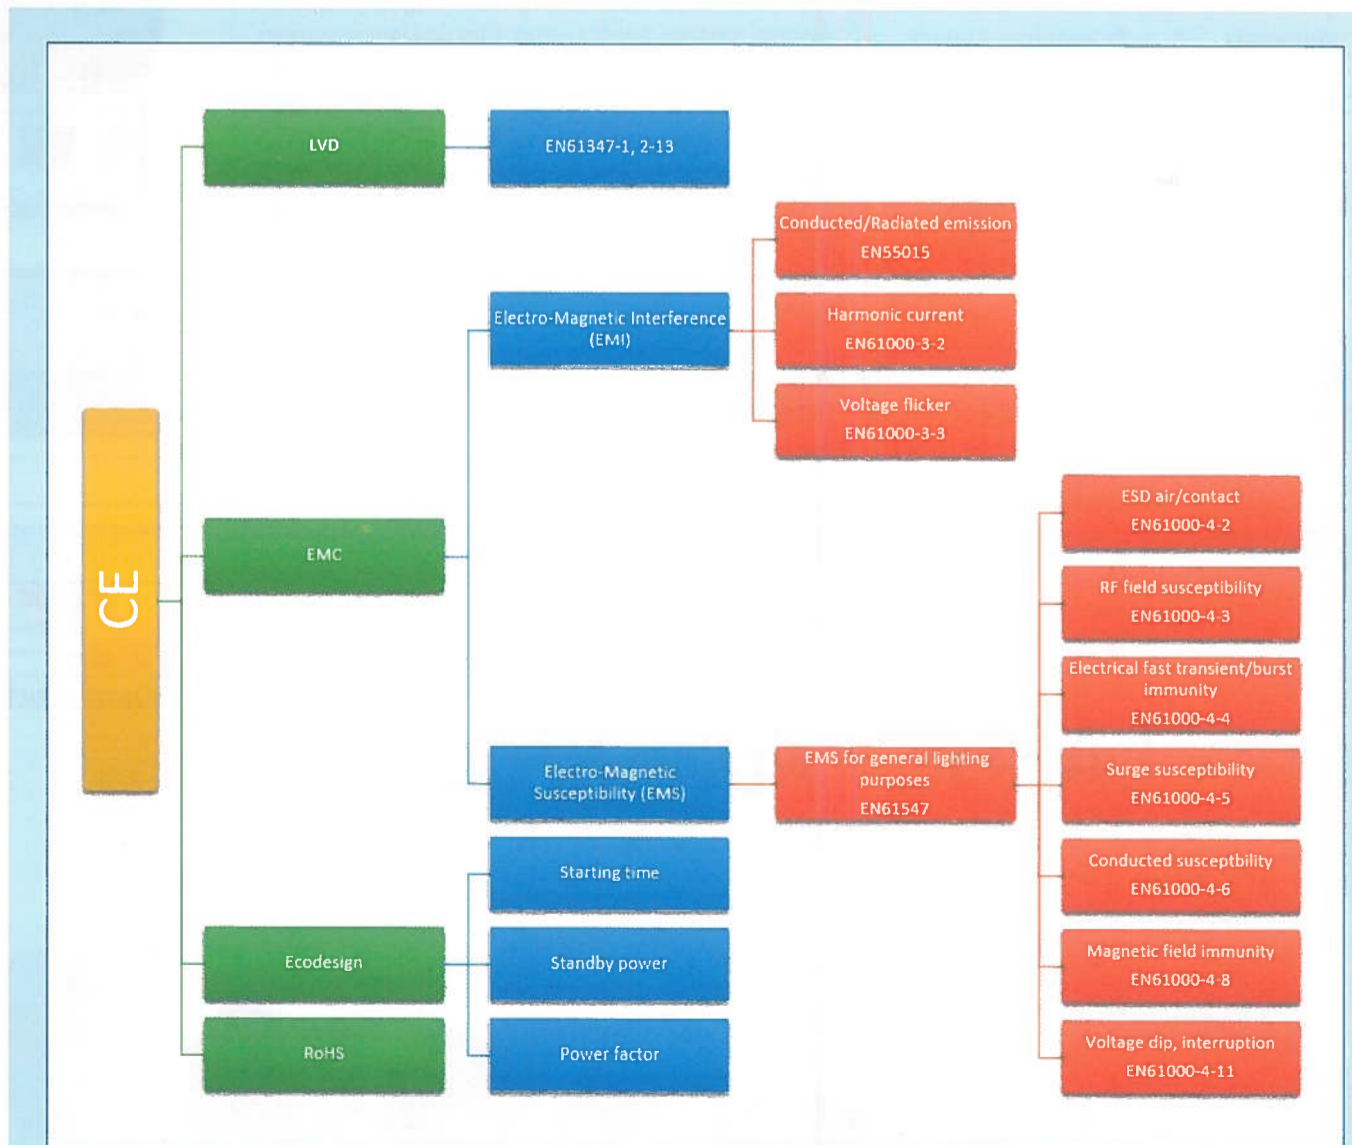 CE
LVD
EN61347-1, 2-13
EMC
Electro-Magnetic Interference
(EMI)
Conducted/Radiated emission
EN55015
Harmonic current
EN61000-3-2
Voltage flicker
EN61000-3-3
Electro-Magnetic
Susceptibility (EMS)
EMS for general lighting
purposes
EN61547
ESD air/contact
EN61000-4-2
RF field susceptibility
EN61000-4-3
Electrical fast transient/burst
immunity
EN61000-4-4
Surge susceptibility
EN61000-4-5
Conducted susceptbility
EN61000-4-6
Magnetic field immunity
EN61000-4-8
Voltage dip, interruption
EN61000-4-11
Ecodesign
Starting time
Standby power
Power factor
RoHS